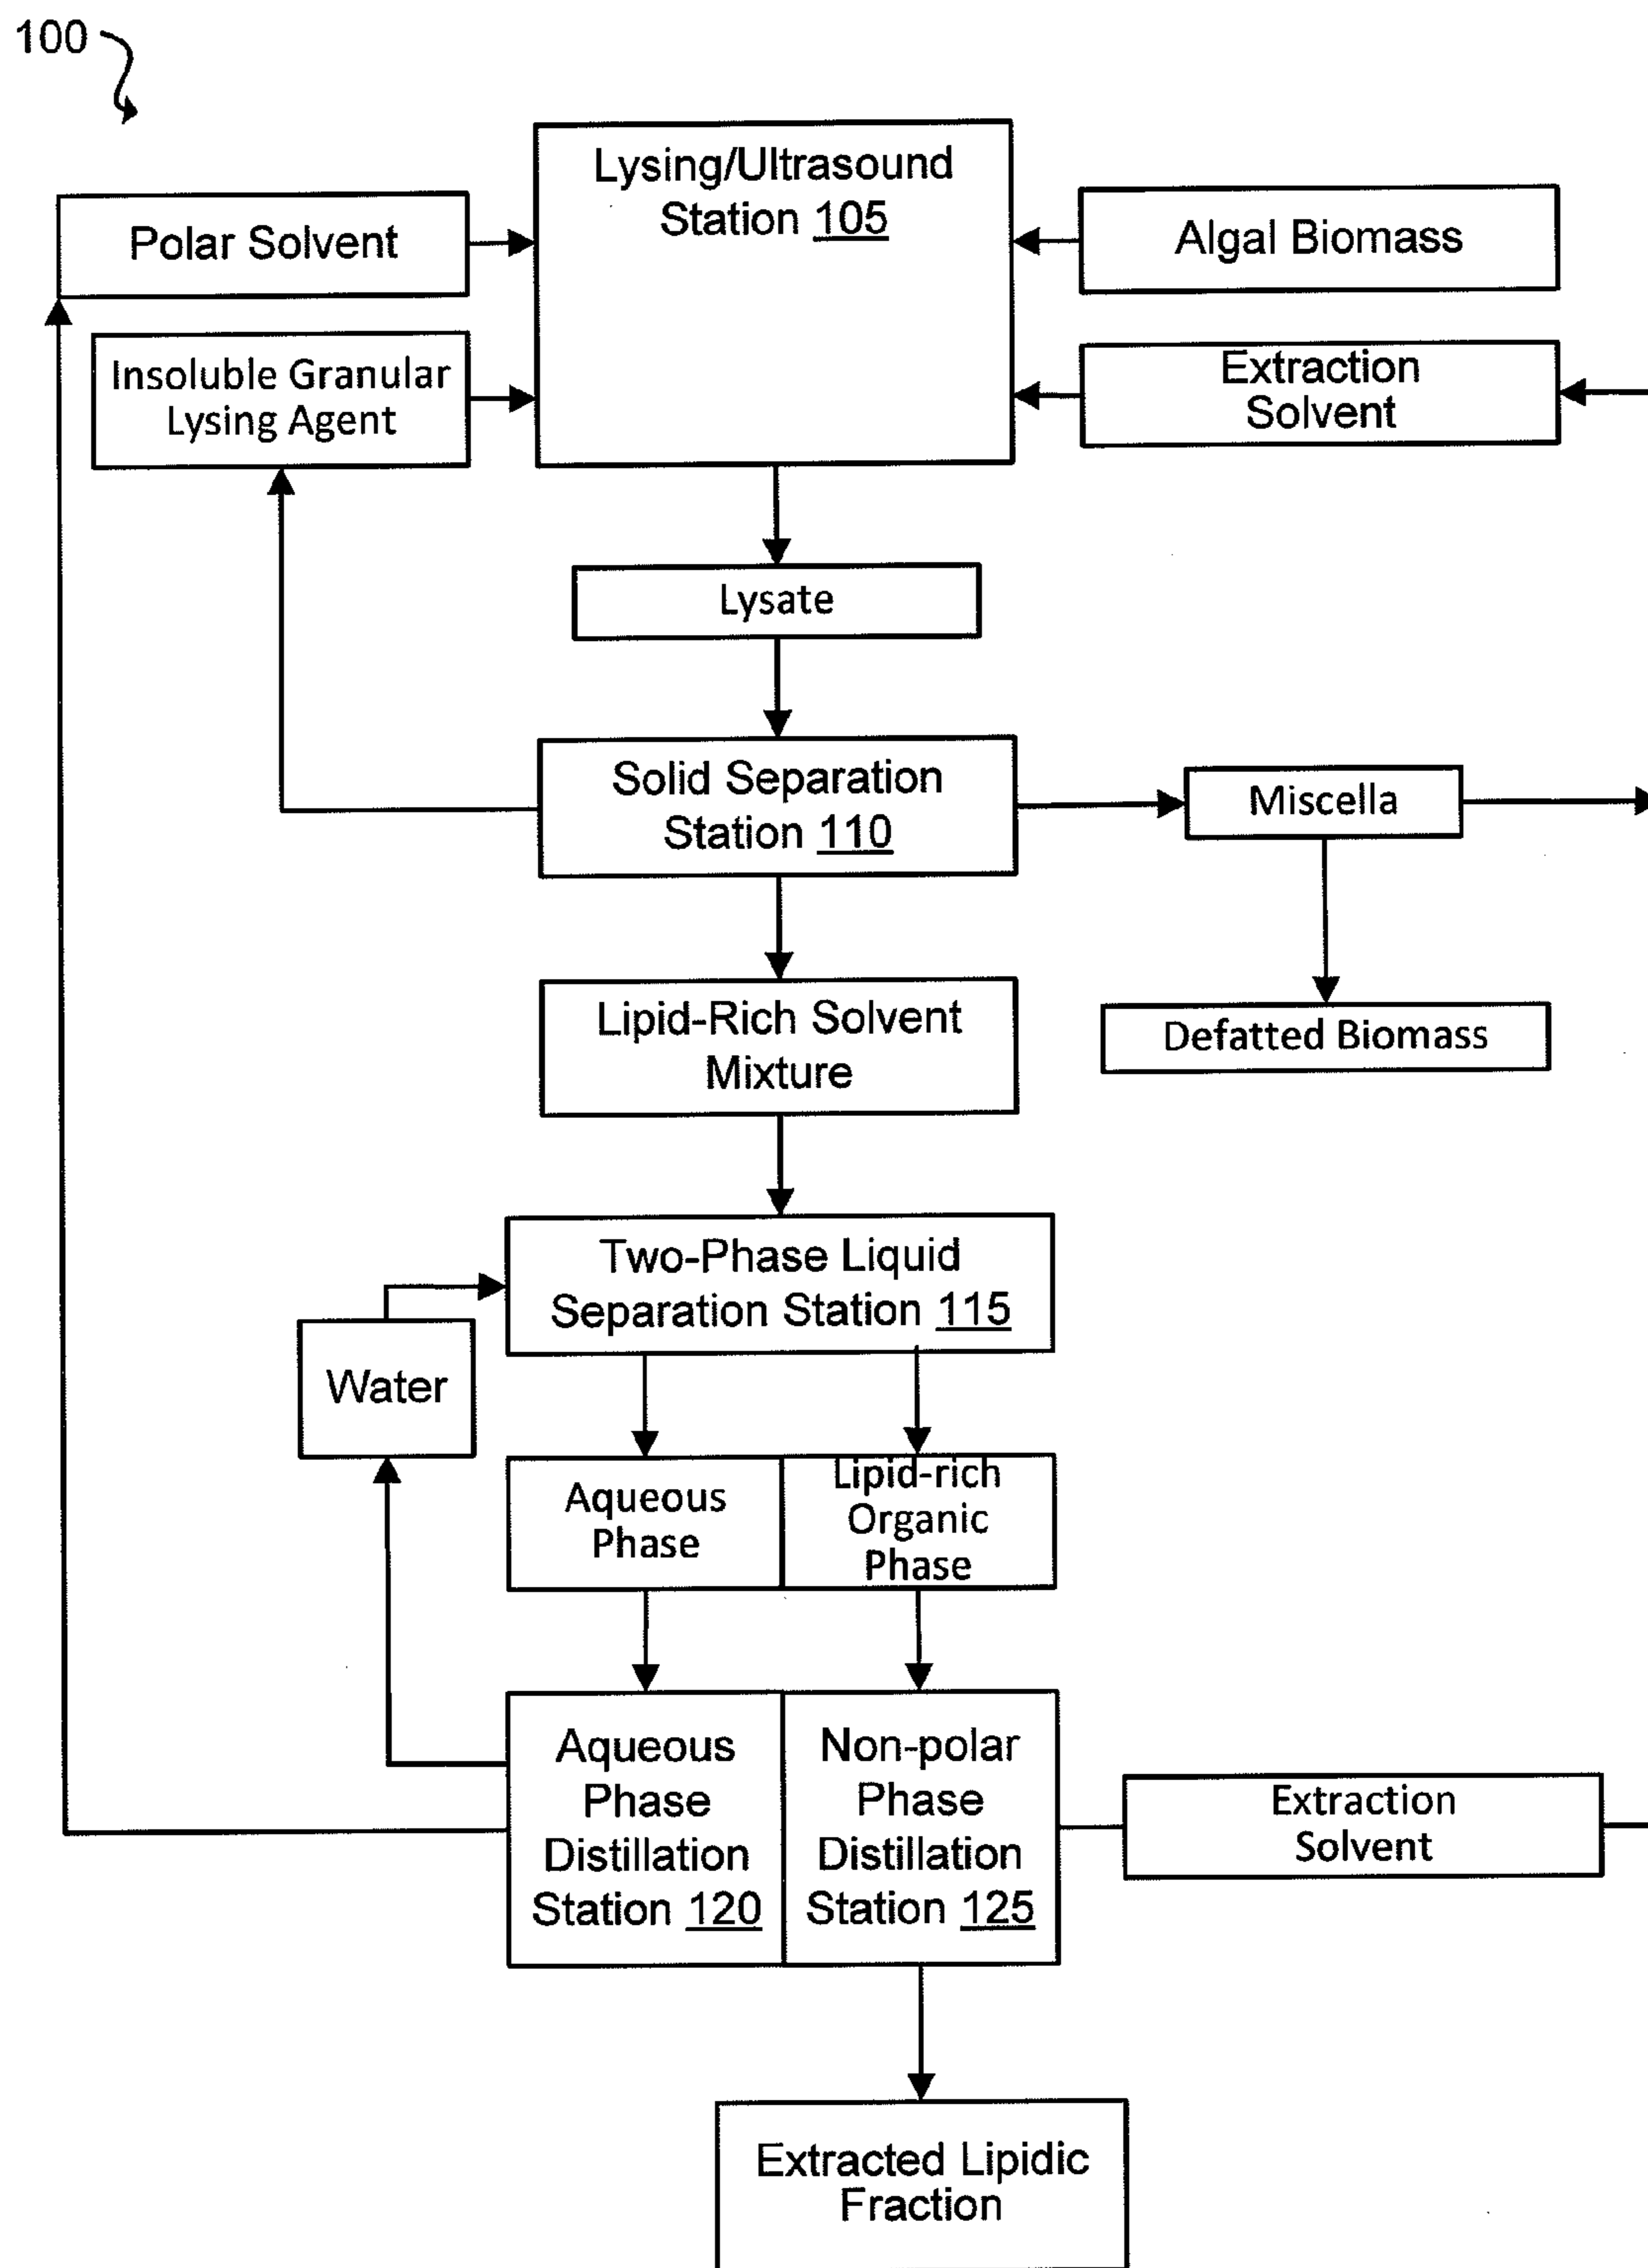 100
Lysing/Ultrasound
Station 105
Polar Solvent
Algal Biomass
Insoluble Granular
Lysing Agent
Extraction
Solvent
Lysate
Solid Separation
Station 110
Miscella
Lipid-Rich Solvent
Mixture
Defatted Biomass
Two-Phase Liquid
Separation Station 115
Water
Aqueous
Phase
Lipid-rich
Organic
Phase
Aqueous
Phase
Distillation
Station 120
Non-polar
Phase
Distillation
Station 125
Extraction
Solvent
Extracted Lipidic
Fraction